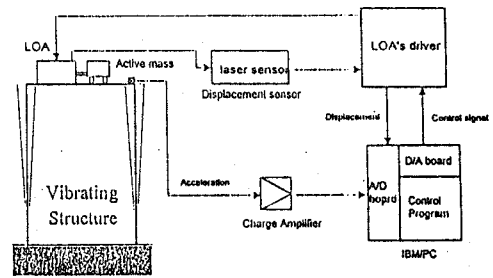 LOA
Active mass
laser sensor
Displacement sensor
LOA's driver
Displacement
Control signal
A/D
board
D/A board
Control
Program
IBM/PC
Acceleration
Charge Amplifier
Vibrating
Structure